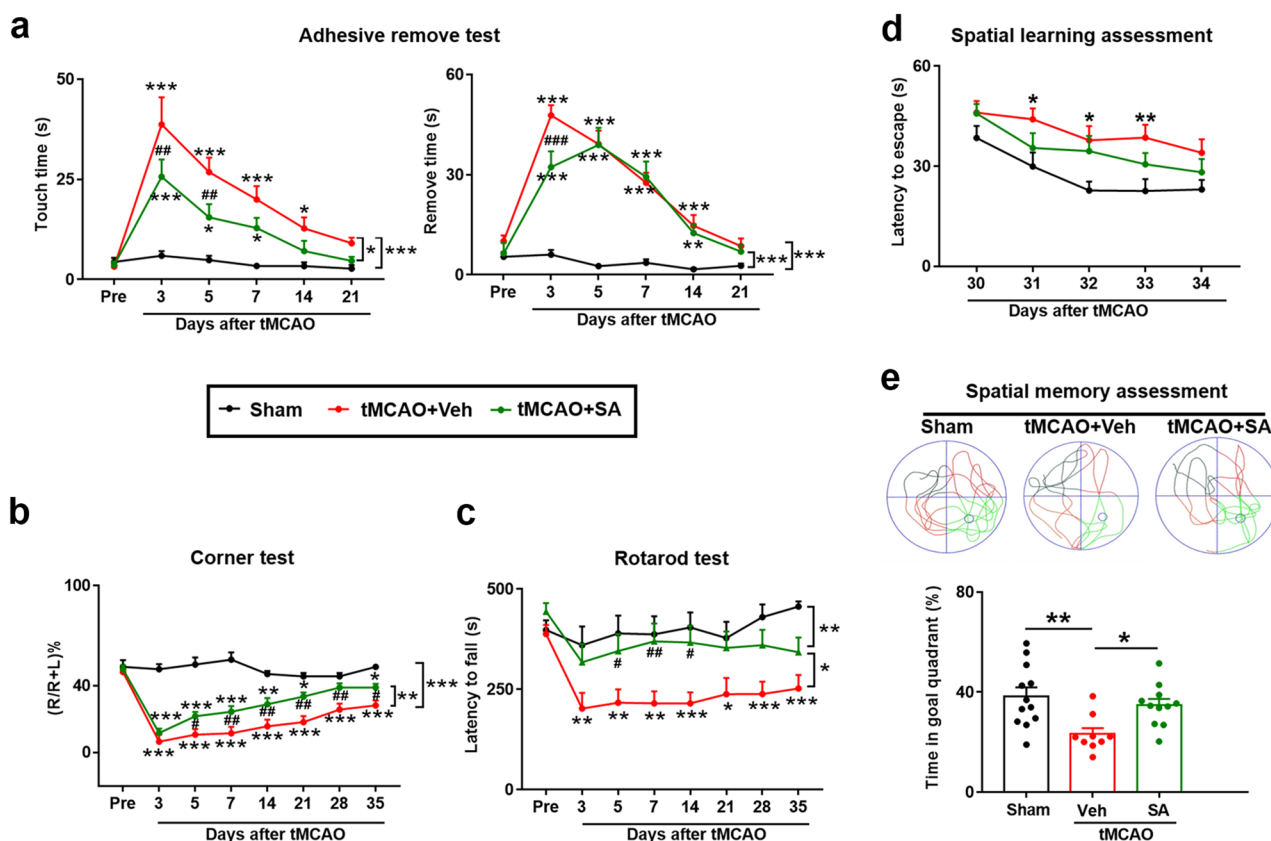 a
Adhesive remove test
Touch time (s)
50
25
0
***
##
***
***
##
*
***
*
*
* ***
Pre 3 5 7 14 21
Days after tMCAO
Remove time (s)
60
30
0
***
###
***
***
***
***
***
***
**
*** ***
Pre 3 5 7 14 21
Days after tMCAO
d
Spatial learning assessment
Latency to escape (s)
60
30
0
* * **
30 31 32 33 34
Days after tMCAO
Sham tMCAO+Veh tMCAO+SA
b
Corner test
(R/R+L)%
100
40
0
*** *** *** ** * *
# ## ## ## ## #
*** *** *** *** *** *** ***
** ***
Pre 3 5 7 14 21 28 35
Days after tMCAO
c
Rotarod test
Latency to fall (s)
500
250
0
# ## #
** ** ** *** * *** ***
**
*
Pre 3 5 7 14 21 28 35
Days after tMCAO
e
Spatial memory assessment
Sham tMCAO+Veh tMCAO+SA
Time in goal quadrant (%)
80
40
0
**
*
Sham Veh SA
tMCAO